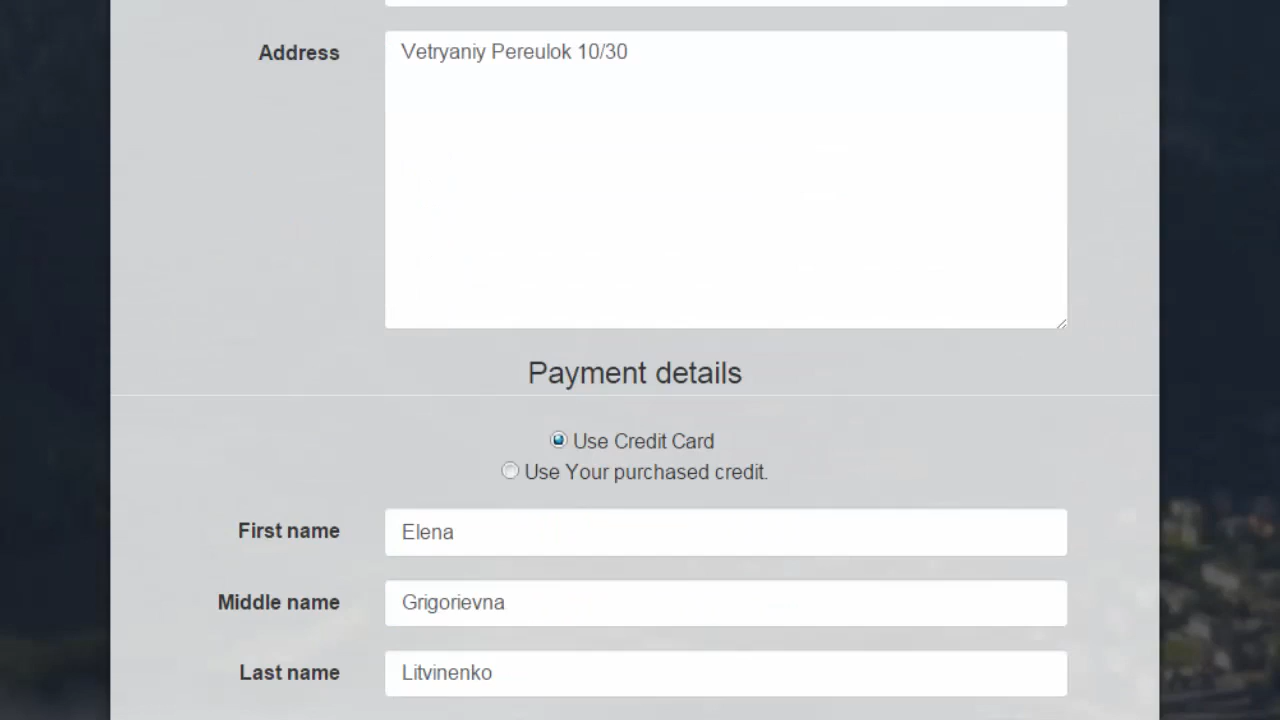 Address
Vetryaniy Pereulok 10/30
Payment details
Use Credit Card
Use Your purchased credit.
First name
Elena
Middle name
Grigorievna
Last name
Litvinenko